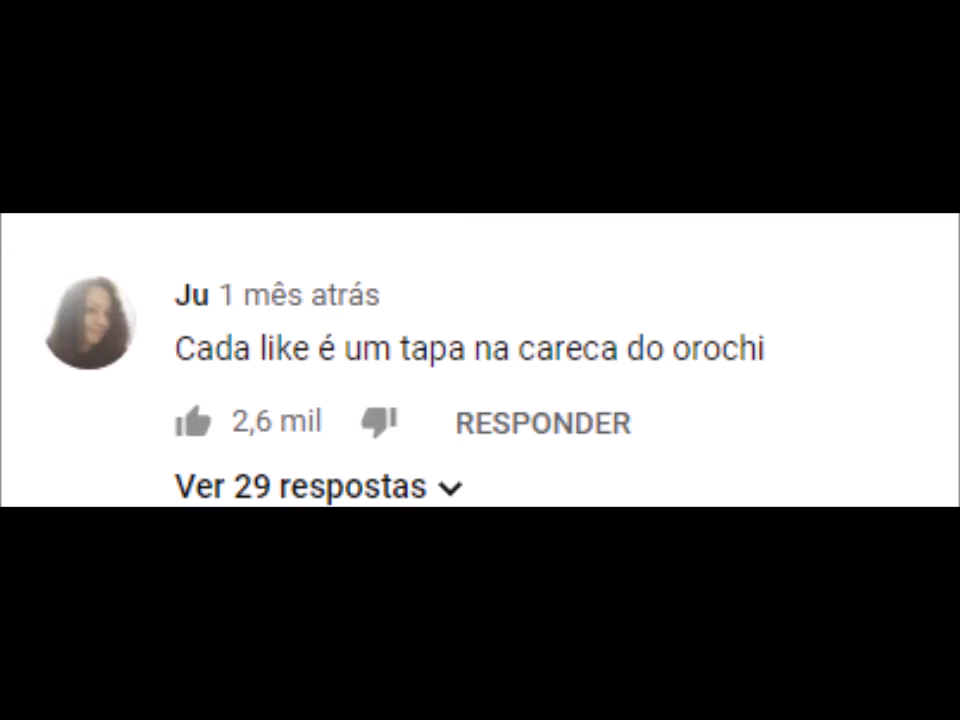 Ju 1 mês atrás
Cada like é um tapa na careca do orochi
2,6 mil RESPONDER
Ver 29 respostas